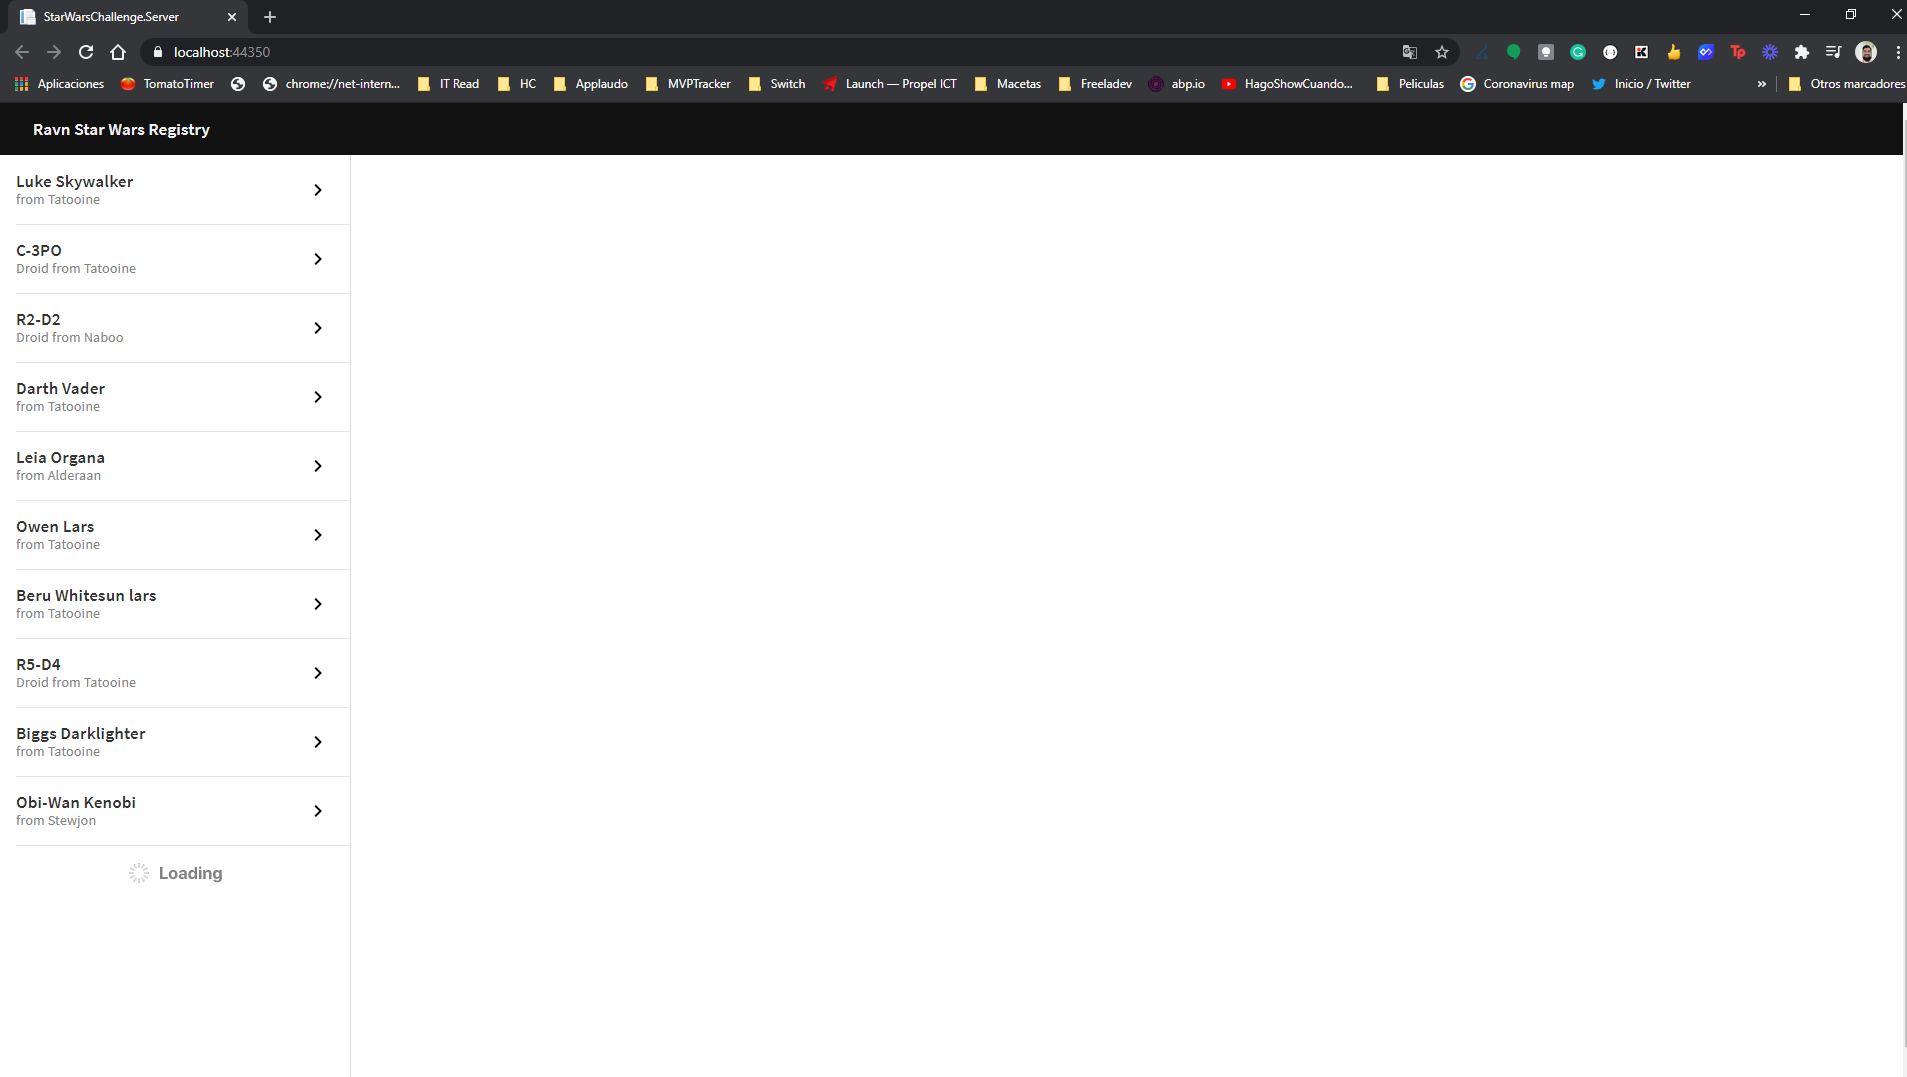 StarWarsChallenge.Server
localhost:44350
Aplicaciones TomatoTimer chrome://net-intern... IT Read HC Applaudo MVPTracker Switch Launch — Propel ICT Macetas Freeladev abp.io HagoShowCuando... Peliculas Coronavirus map Inicio / Twitter » Otros marcadores
Ravn Star Wars Registry
Luke Skywalker
from Tatooine
C-3PO
Droid from Tatooine
R2-D2
Droid from Naboo
Darth Vader
from Tatooine
Leia Organa
from Alderaan
Owen Lars
from Tatooine
Beru Whitesun lars
from Tatooine
R5-D4
Droid from Tatooine
Biggs Darklighter
from Tatooine
Obi-Wan Kenobi
from Stewjon
Loading